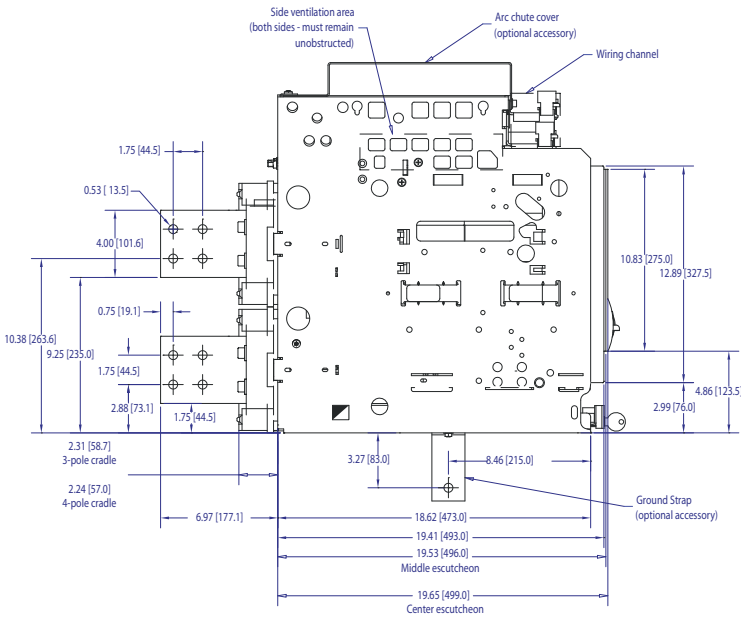 Side ventilation area
(both sides - must remain
unobstructed)
Arc chute cover
(optional accessory)
Wiring channel
1.75 [44.5]
0.53 [ 13.5]
4.00 [101.6]
10.83 [275.0]
12.89 [327.5]
0.75 [19.1]
10.38 [263.6]
9.25 [235.0]
1.75 [44.5]
4.86 [123.5]
2.88 [73.1]
2.99 [76.0]
1.75 [44.5]
2.31 [58.7]
3-pole cradle
3.27 [83.0]
8.46 [215.0]
2.24 [57.0]
4-pole cradle
Ground Strap
(optional accessory)
6.97 [177.1]
18.62 [473.0]
19.41 [493.0]
19.53 [496.0]
Middle escutcheon
19.65 [499.0]
Center escutcheon